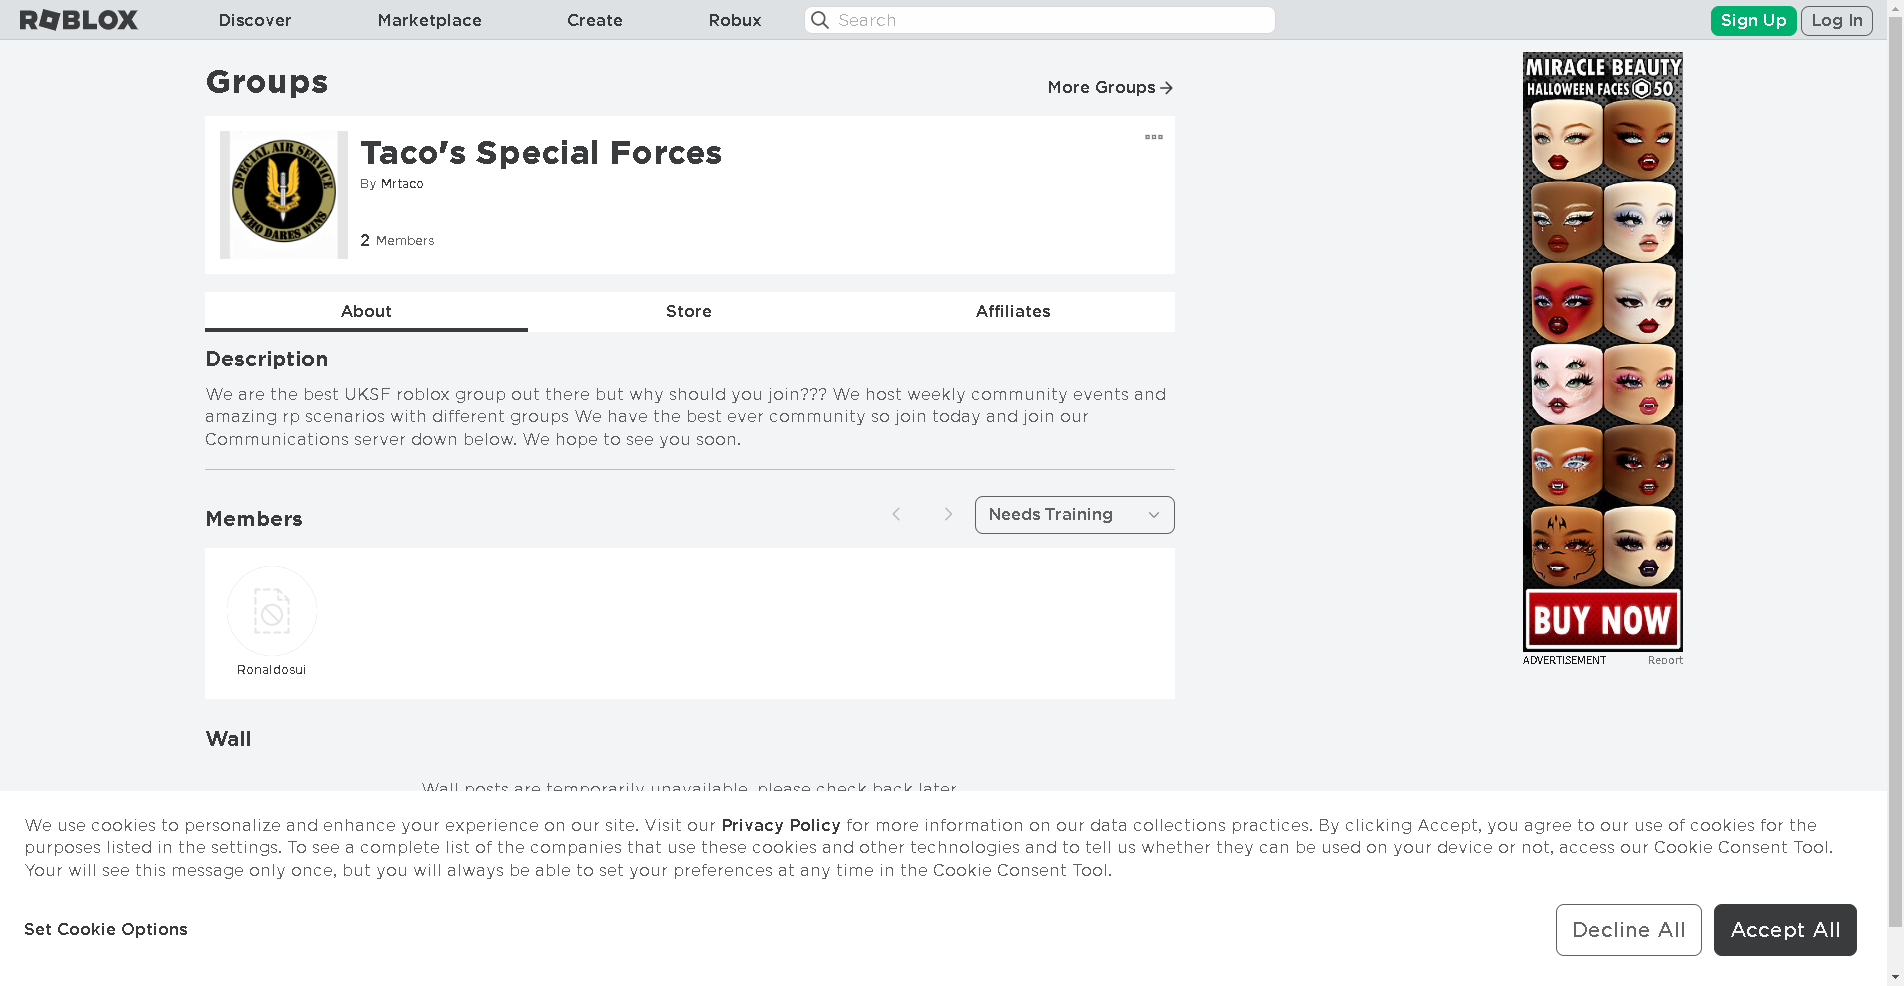 ROBLOX
Discover
Marketplace
Create
Robux
Search
Sign Up
Log In
Groups
More Groups
SPECIAL AIR SERVICE
WHO DARES WINS
Taco's Special Forces
By Mrtaco
2 Members
About
Store
Affiliates
Description
We are the best UKSF roblox group out there but why should you join??? We host weekly community events and
amazing rp scenarios with different groups We have the best ever community so join today and join our
Communications server down below. We hope to see you soon.
Members
Needs Training
Ronaldosui
Wall
Wall posts are temporarily unavailable, please check back later.
MIRACLE BEAUTY
HALLOWEEN FACES 50
BUY NOW
ADVERTISEMENT
Report
We use cookies to personalize and enhance your experience on our site. Visit our Privacy Policy for more information on our data collections practices. By clicking Accept, you agree to our use of cookies for the
purposes listed in the settings. To see a complete list of the companies that use these cookies and other technologies and to tell us whether they can be used on your device or not, access our Cookie Consent Tool.
Your will see this message only once, but you will always be able to set your preferences at any time in the Cookie Consent Tool.
Set Cookie Options
Decline All
Accept All